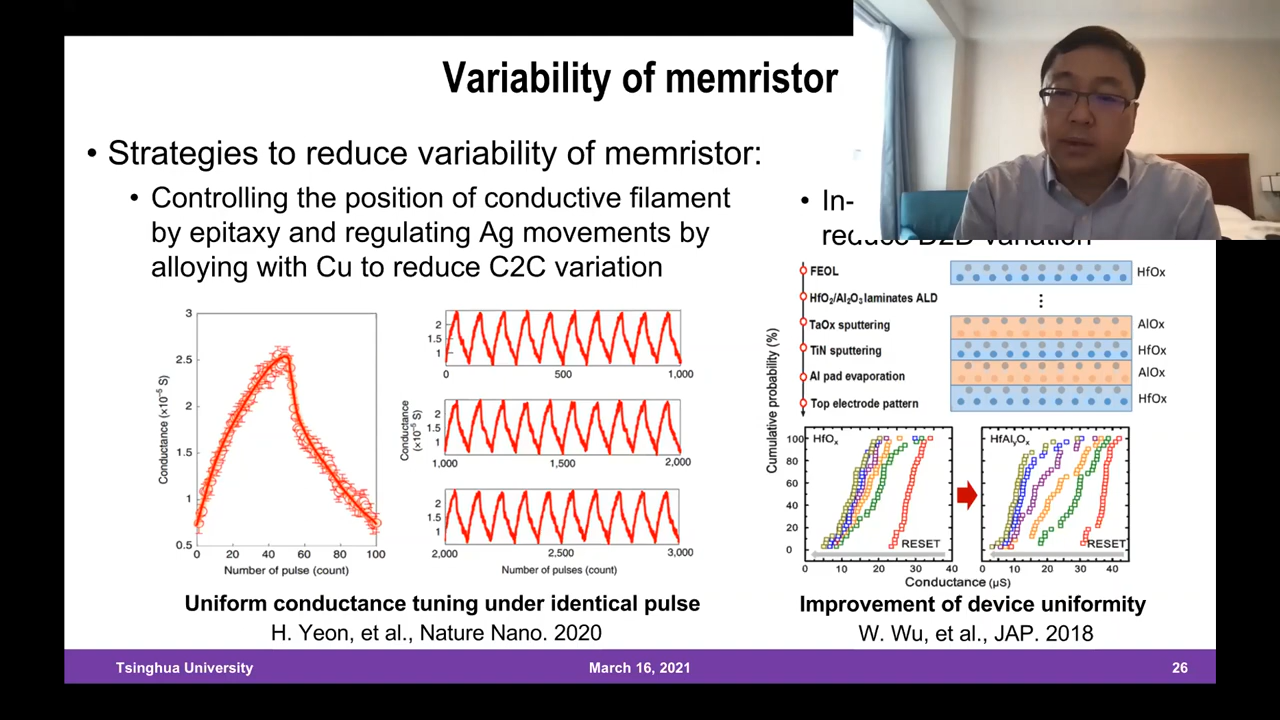 Variability of memristor
• Strategies to reduce variability of memristor:
• Controlling the position of conductive filament
by epitaxy and regulating Ag movements by
alloying with Cu to reduce C2C variation
• In-
reduce D2D variation
3
2.5
2
1.5
1
0.5
0 20 40 60 80 100
Conductance (×10⁻⁵ S)
Number of pulse (count)
2
1.5
1
0 500 1,000
2
1.5
1
1,000 1,500 2,000
2
1.5
1
2,000 2,500 3,000
Conductance
(×10⁻⁵ S)
Number of pulses (count)
Uniform conductance tuning under identical pulse
H. Yeon, et al., Nature Nano. 2020
FEOL
HfO₂/Al₂O₃ laminates ALD
TaOx sputtering
TiN sputtering
Al pad evaporation
Top electrode pattern
HfOx
⋮
AlOx
HfOx
AlOx
HfOx
Cumulative probability (%)
100
80
60
40
20
0
HfOₓ
RESET
0 10 20 30 40
HfAlᵧOₓ
RESET
0 10 20 30 40
Conductance (μS)
Improvement of device uniformity
W. Wu, et al., JAP. 2018
Tsinghua University March 16, 2021 26